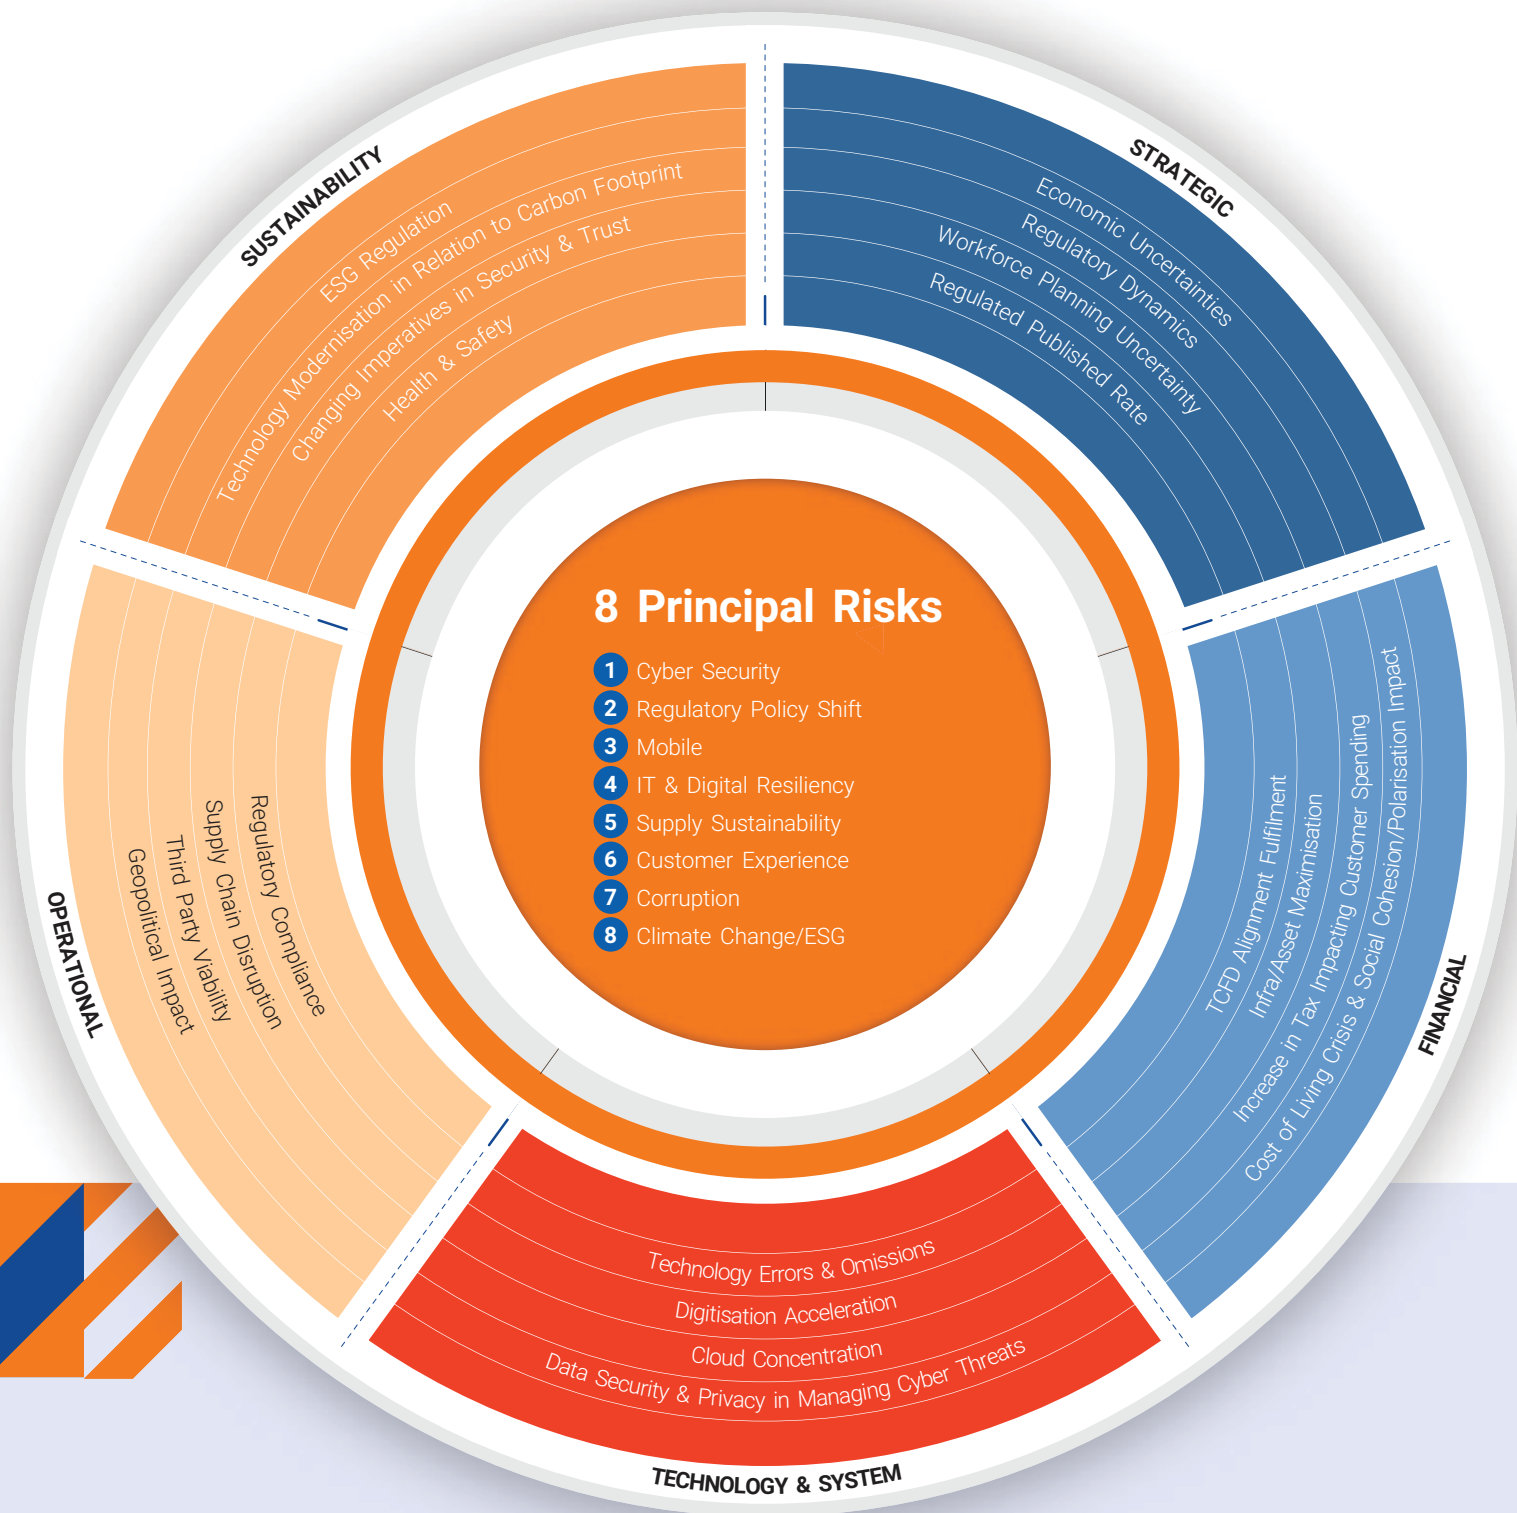 SUSTAINABILITY
ESG Regulation
Technology Modernisation in Relation to Carbon Footprint
Changing Imperatives in Security & Trust
Health & Safety
STRATEGIC
Economic Uncertainties
Regulatory Dynamics
Workforce Planning Uncertainty
Regulated Published Rate
8 Principal Risks
1 Cyber Security
2 Regulatory Policy Shift
3 Mobile
4 IT & Digital Resiliency
5 Supply Sustainability
6 Customer Experience
7 Corruption
8 Climate Change/ESG
FINANCIAL
TCFD Alignment Fulfilment
Infra/Asset Maximisation
Increase in Tax Impacting Customer Spending
Cost of Living Crisis & Social Cohesion/Polarisation Impact
OPERATIONAL
Regulatory Compliance
Supply Chain Disruption
Third Party Viability
Geopolitical Impact
Technology Errors & Omissions
Digitisation Acceleration
Cloud Concentration
Data Security & Privacy in Managing Cyber Threats
TECHNOLOGY & SYSTEM